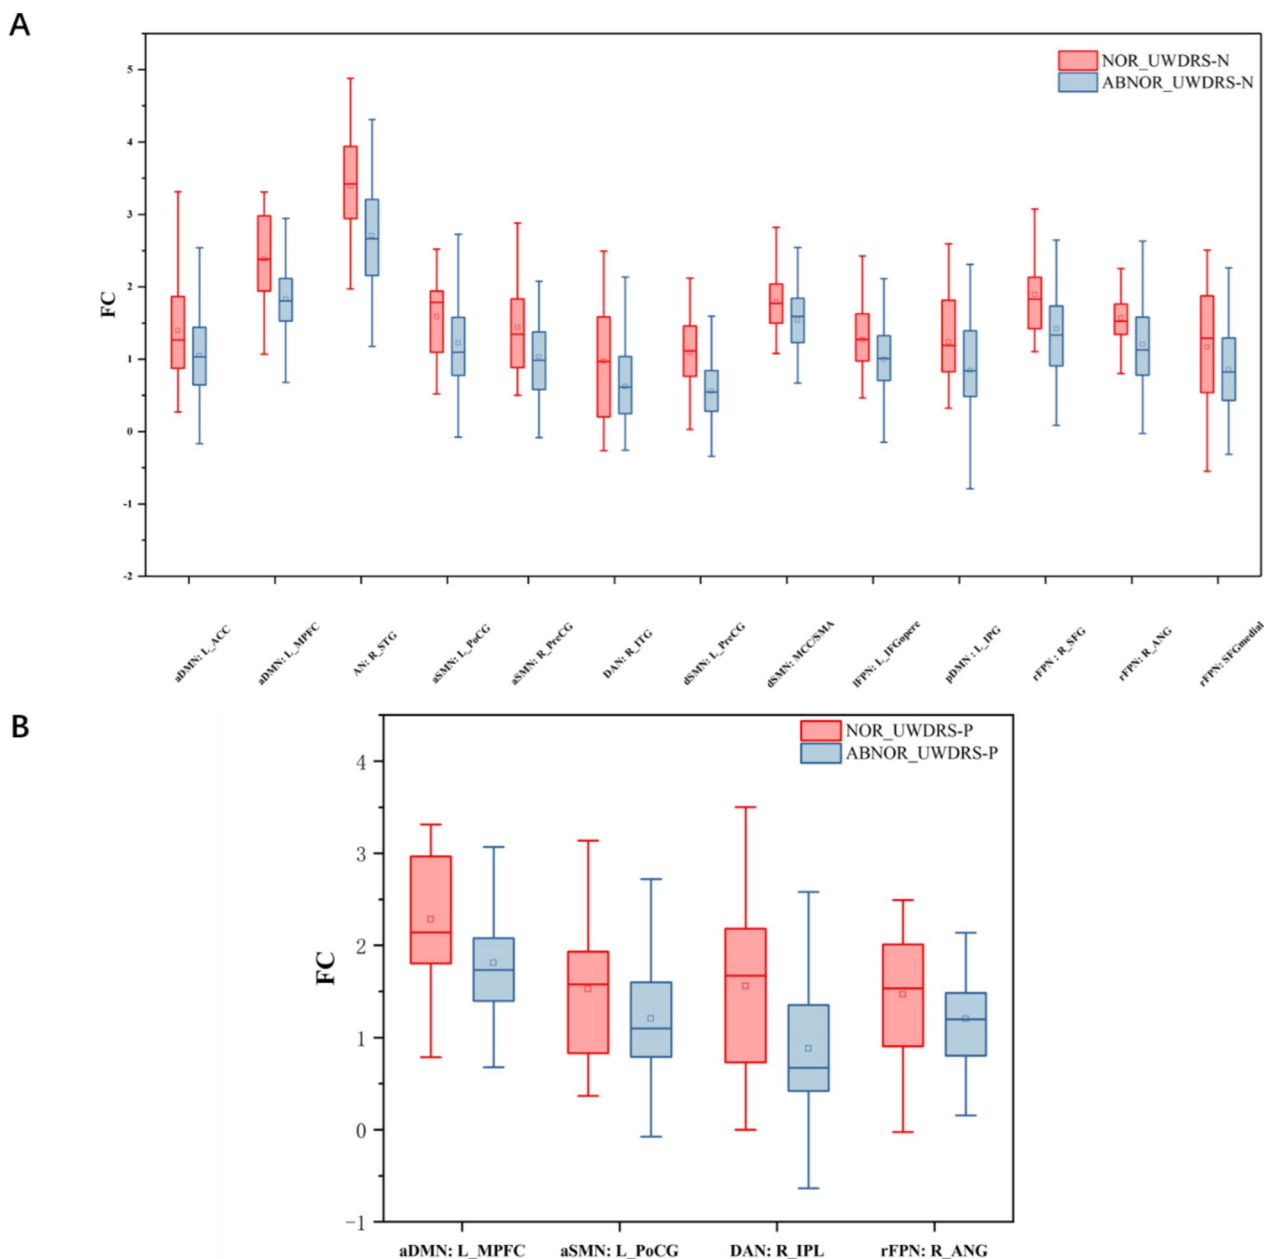 A
NOR_UWDRS-N
ABNOR_UWDRS-N
5
4
3
2
1
0
-1
-2
FC
aDMN: L_ACC
aDMN: L_MPFC
AN: R_STG
aSMN: L_PoCG
aSMN: R_PreCG
DAN: R_ITG
dSMN: L_PreCG
dSMN: MCC/SMA
lFPN: L_IFGopere
pDMN : L_IPG
rFPN : R_SFG
rFPN: R_ANG
rFPN: SFGmedial
B
NOR_UWDRS-P
ABNOR_UWDRS-P
4
3
2
1
0
-1
FC
aDMN: L_MPFC
aSMN: L_PoCG
DAN: R_IPL
rFPN: R_ANG